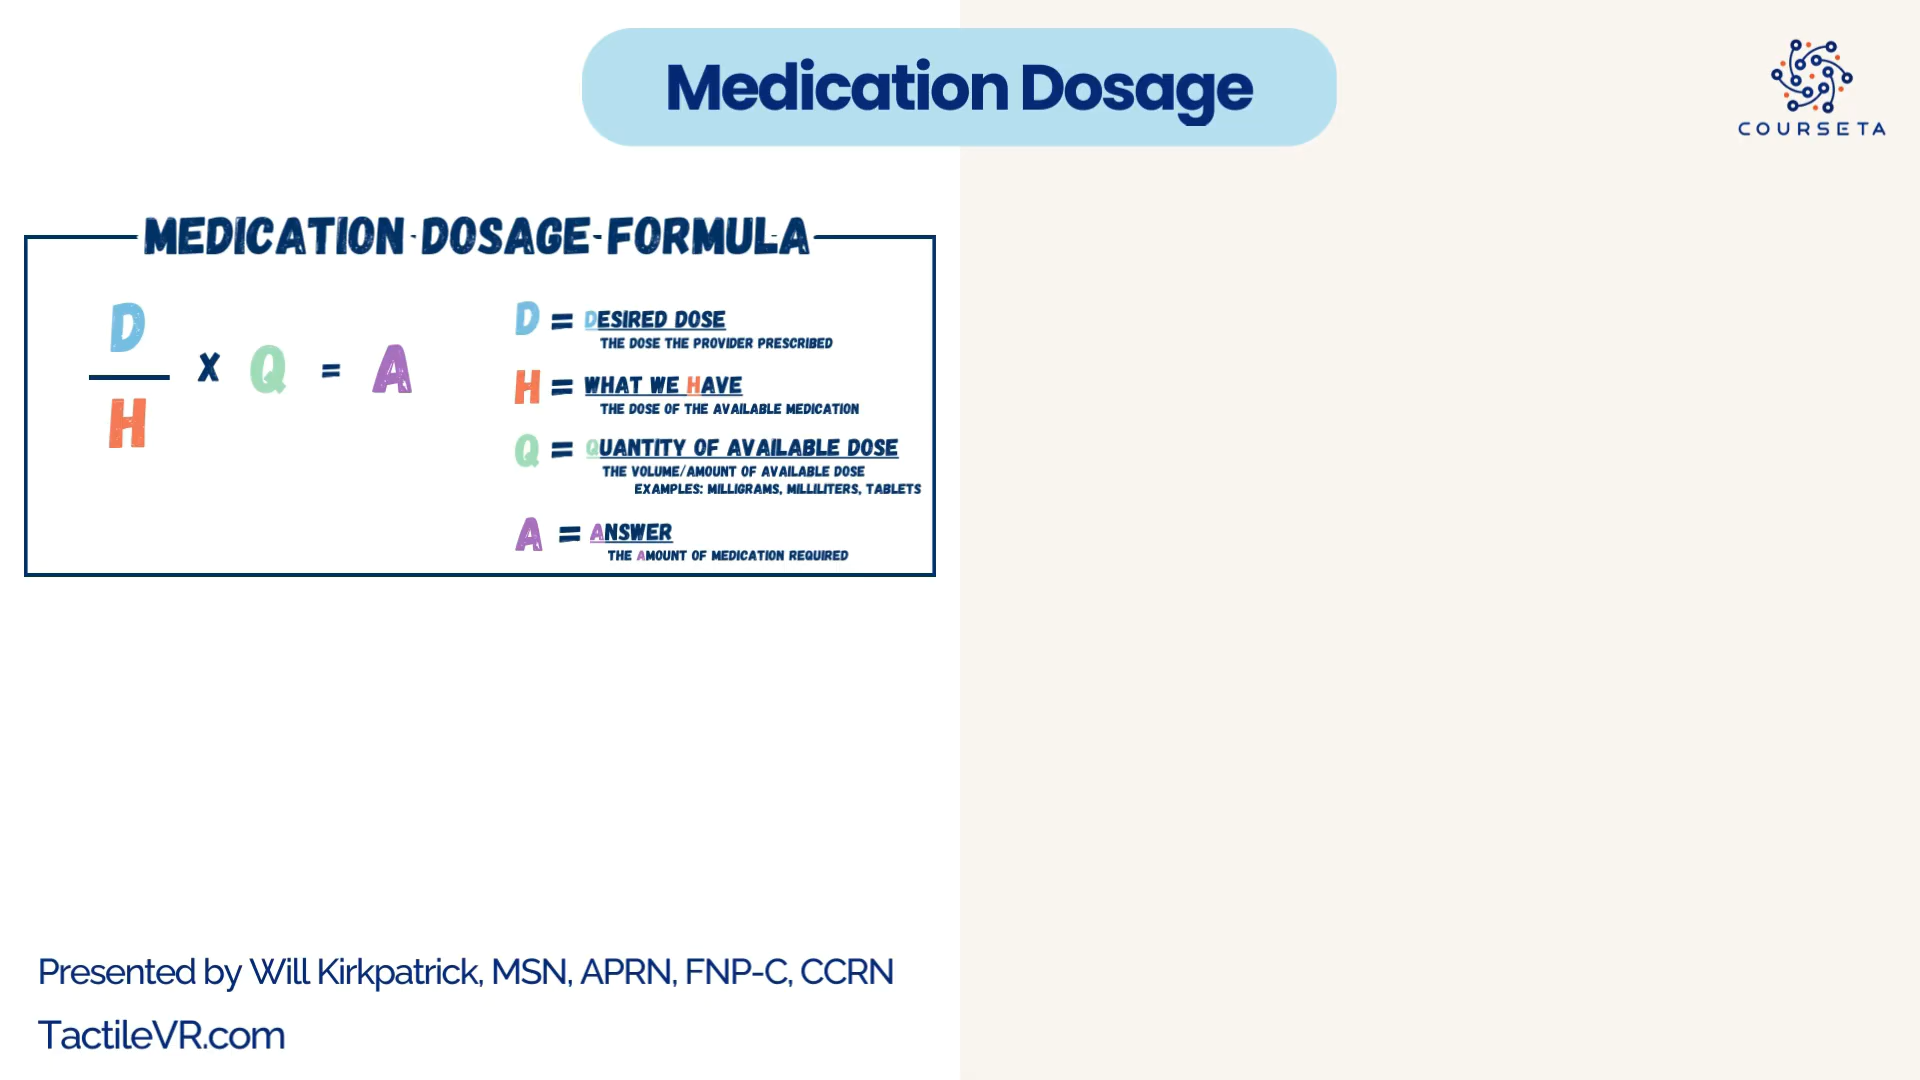 Medication Dosage
COURSETA
MEDICATION DOSAGE FORMULA
D
H
X Q = A
D = DESIRED DOSE
THE DOSE THE PROVIDER PRESCRIBED
H = WHAT WE HAVE
THE DOSE OF THE AVAILABLE MEDICATION
Q = QUANTITY OF AVAILABLE DOSE
THE VOLUME/AMOUNT OF AVAILABLE DOSE
EXAMPLES: MILLIGRAMS, MILLILITERS, TABLETS
A = ANSWER
THE AMOUNT OF MEDICATION REQUIRED
Presented by Will Kirkpatrick, MSN, APRN, FNP-C, CCRN
TactileVR.com